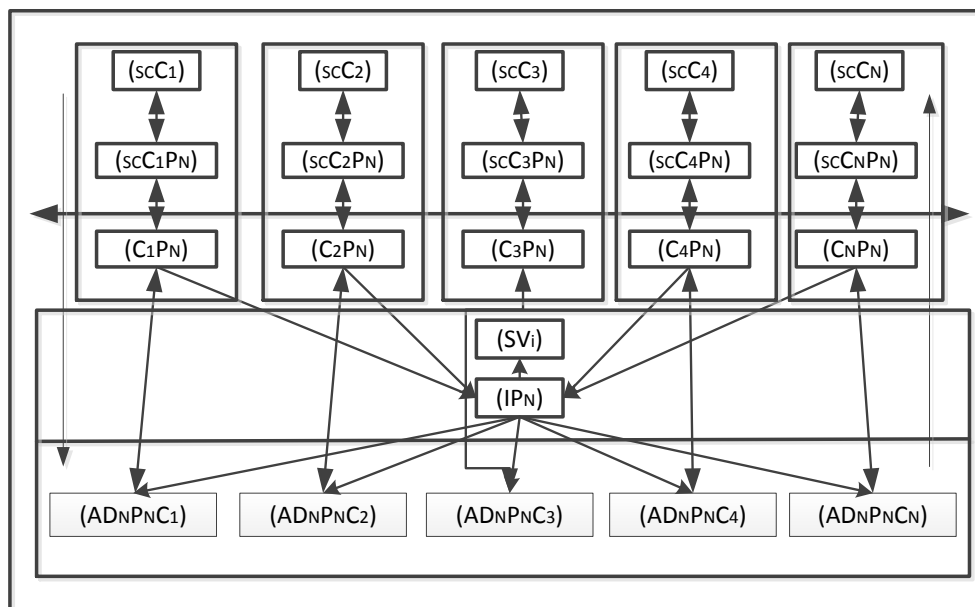 (SCC1)
(SCC2)
(SCC3)
(SCC4)
(SCCN)
(SCC1PN)
(SCC2PN)
(SCC3PN)
(SCC4PN)
(SCCNPN)
(C1PN)
(C2PN)
(C3PN)
(C4PN)
(CNPN)
(SVi)
(IPN)
(ADNPNC1)
(ADNPNC2)
(ADNPNC3)
(ADNPNC4)
(ADNPNCN)